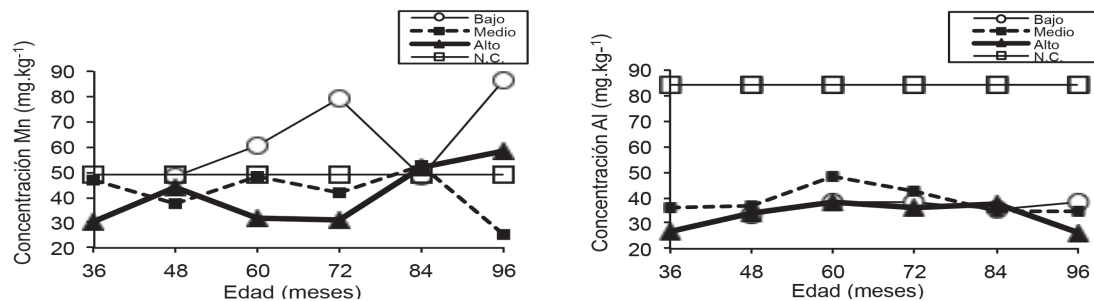 Bajo
Medio
Alto
N.C.
Concentración Mn (mg.kg-¹)
90
80
70
60
50
40
30
20
36 48 60 72 84 96
Edad (meses)
Bajo
Medio
Alto
N.C.
Concentración Al (mg.kg-¹)
90
80
70
60
50
40
30
20
36 48 60 72 84 96
Edad (meses)